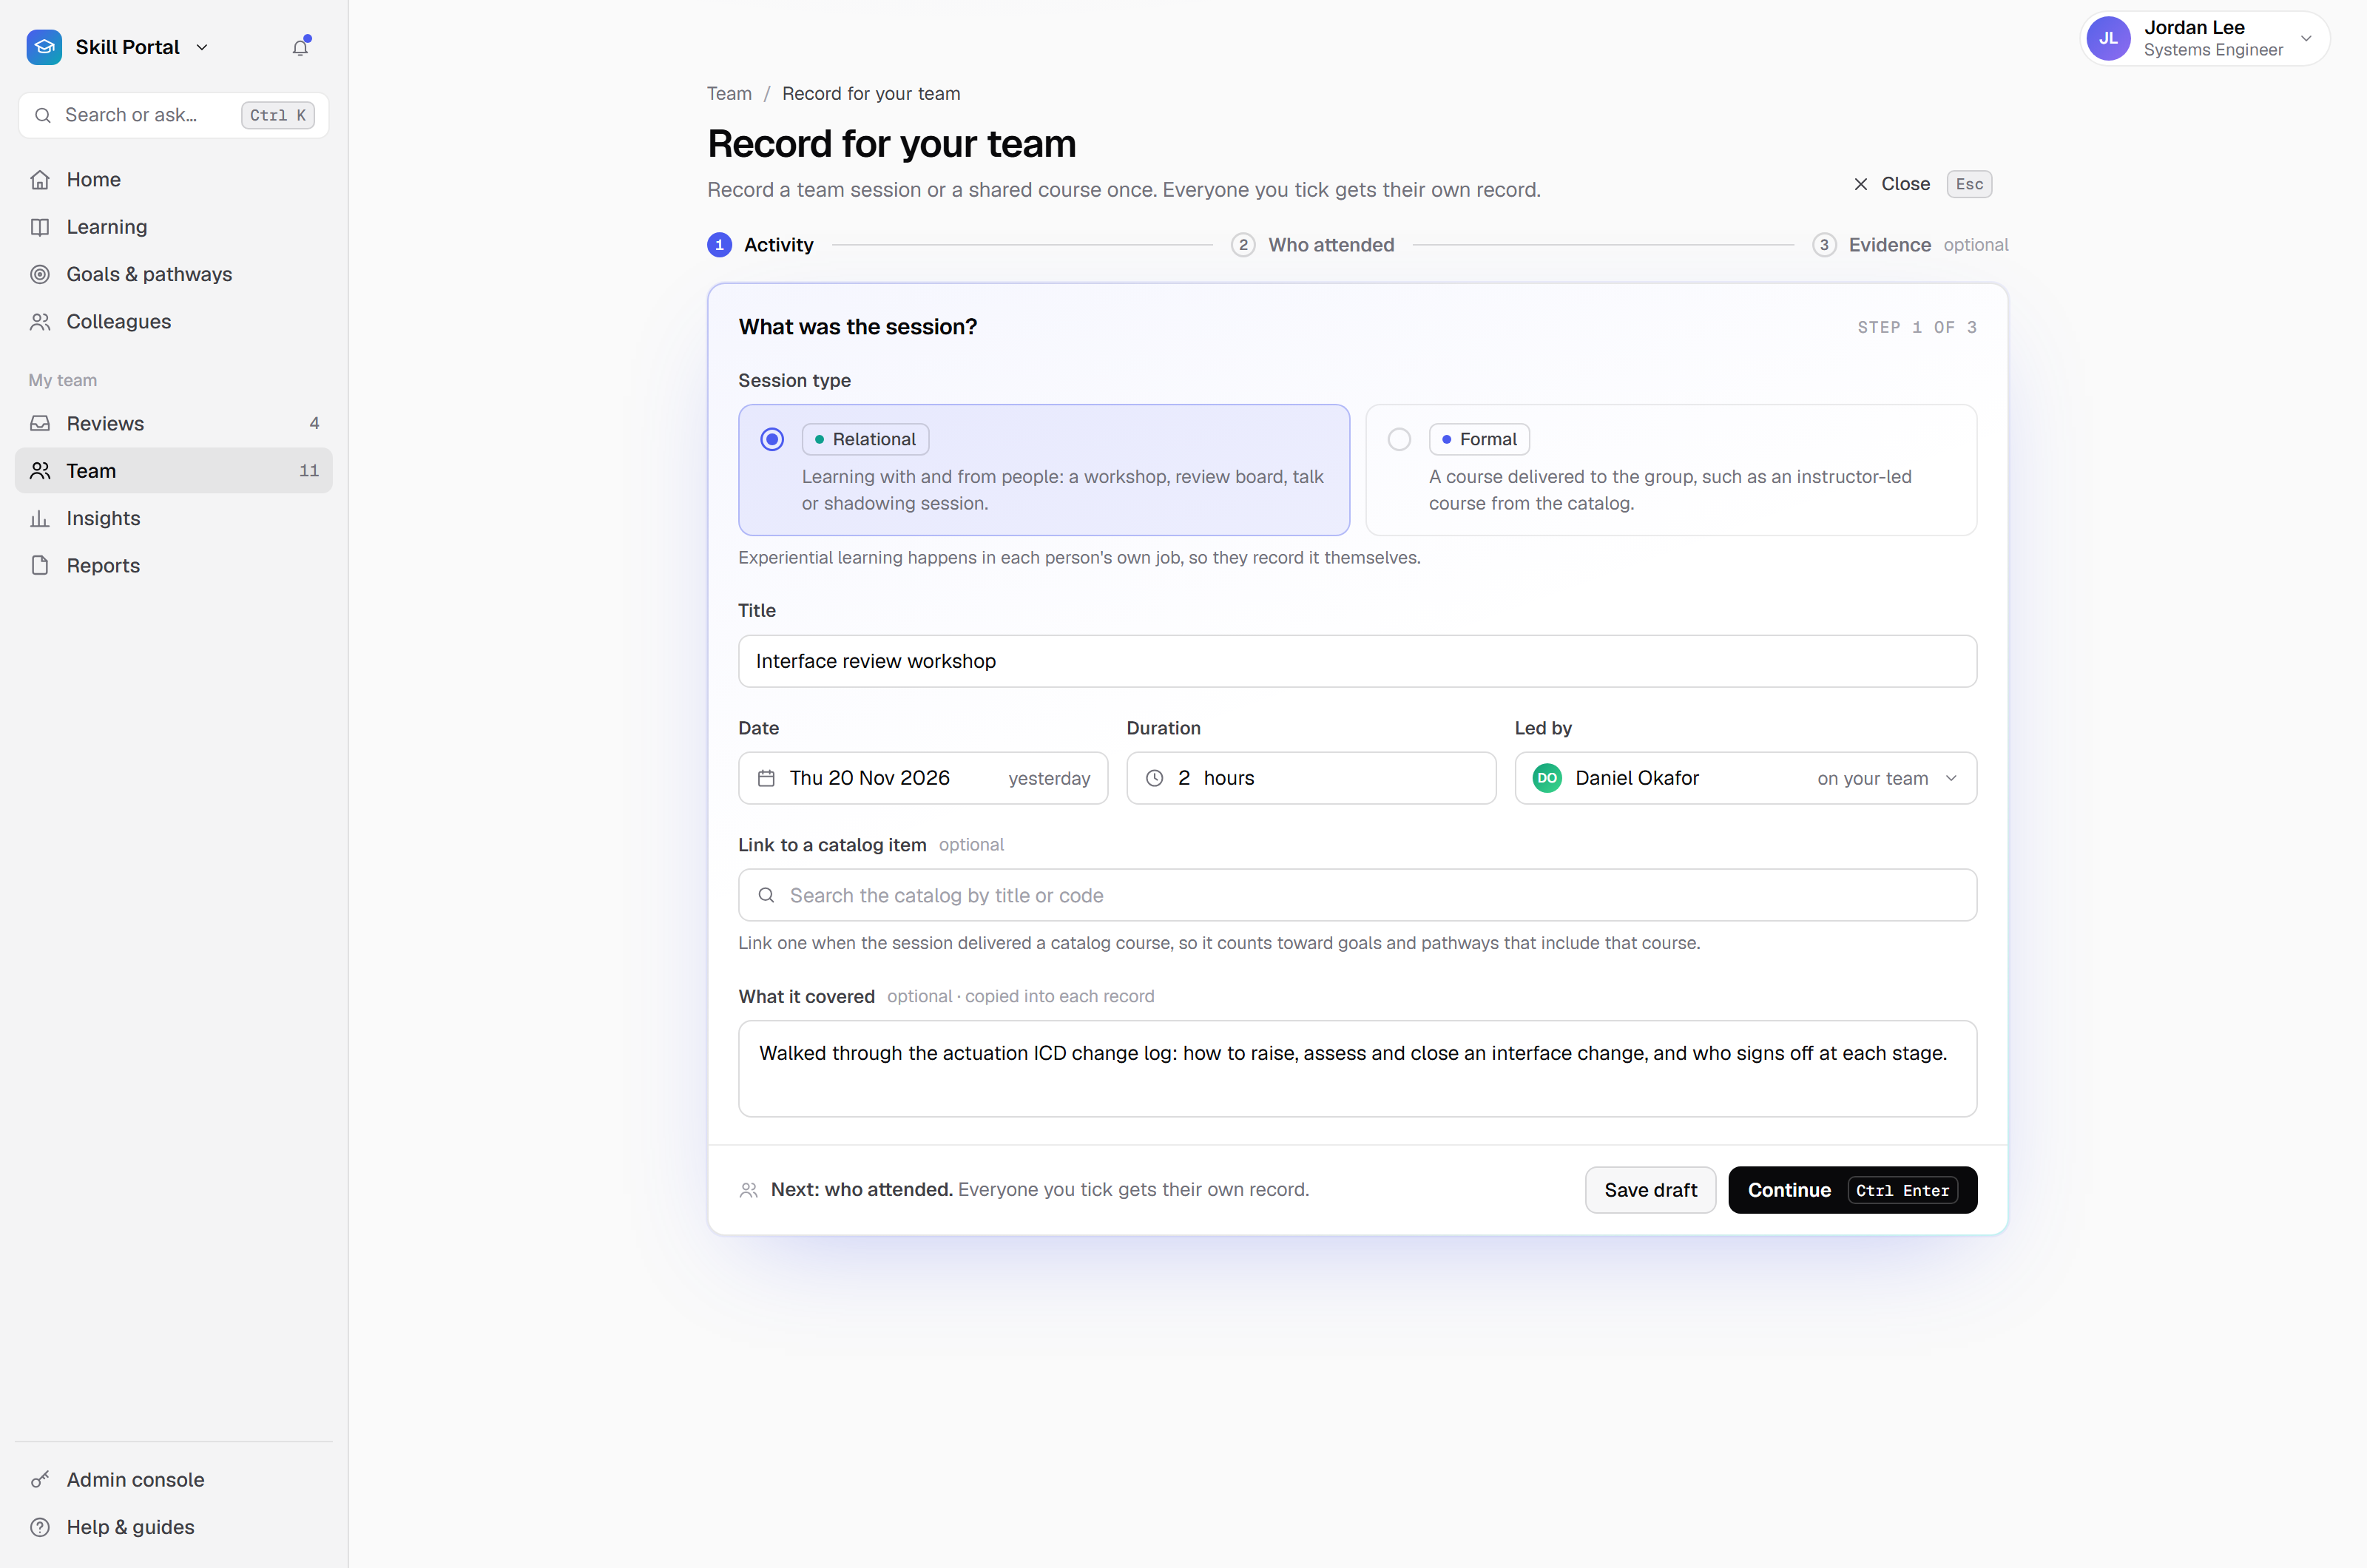 Skill Portal
Search or ask...
Ctrl K
Home
Learning
Goals & pathways
Colleagues
My team
Reviews 4
Team 11
Insights
Reports
Admin console
Help & guides
JL
Jordan Lee
Systems Engineer
Team / Record for your team
Record for your team
Record a team session or a shared course once. Everyone you tick gets their own record.
Close Esc
1 Activity
2 Who attended
3 Evidence optional
What was the session?
STEP 1 OF 3
Session type
Relational
Learning with and from people: a workshop, review board, talk
or shadowing session.
Formal
A course delivered to the group, such as an instructor-led
course from the catalog.
Experiential learning happens in each person's own job, so they record it themselves.
Title
Interface review workshop
Date
Thu 20 Nov 2026 yesterday
Duration
2 hours
Led by
DO Daniel Okafor on your team
Link to a catalog item optional
Search the catalog by title or code
Link one when the session delivered a catalog course, so it counts toward goals and pathways that include that course.
What it covered optional · copied into each record
Walked through the actuation ICD change log: how to raise, assess and close an interface change, and who signs off at each stage.
Next: who attended. Everyone you tick gets their own record.
Save draft
Continue Ctrl Enter